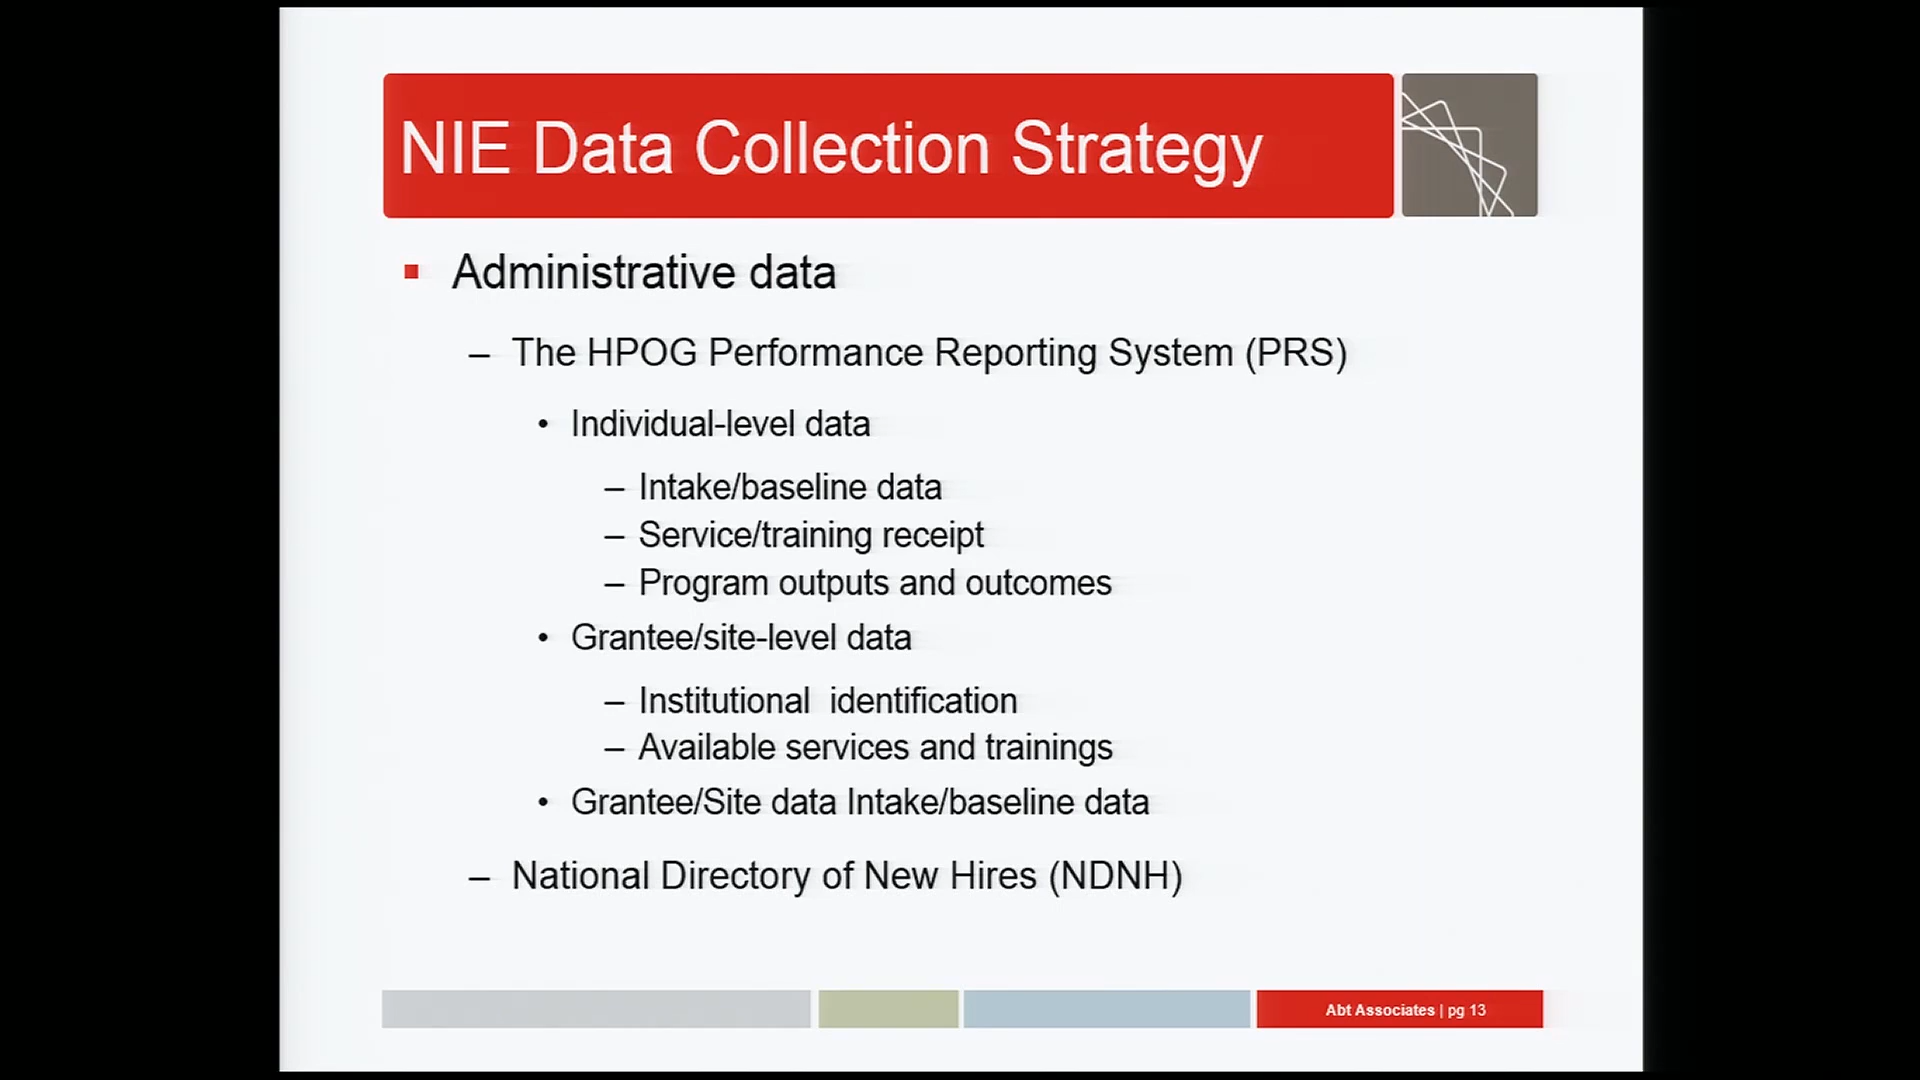 NIE Data Collection Strategy
▪ Administrative data
– The HPOG Performance Reporting System (PRS)
• Individual-level data
– Intake/baseline data
– Service/training receipt
– Program outputs and outcomes
• Grantee/site-level data
– Institutional identification
– Available services and trainings
• Grantee/Site data Intake/baseline data
– National Directory of New Hires (NDNH)
Abt Associates | pg 13